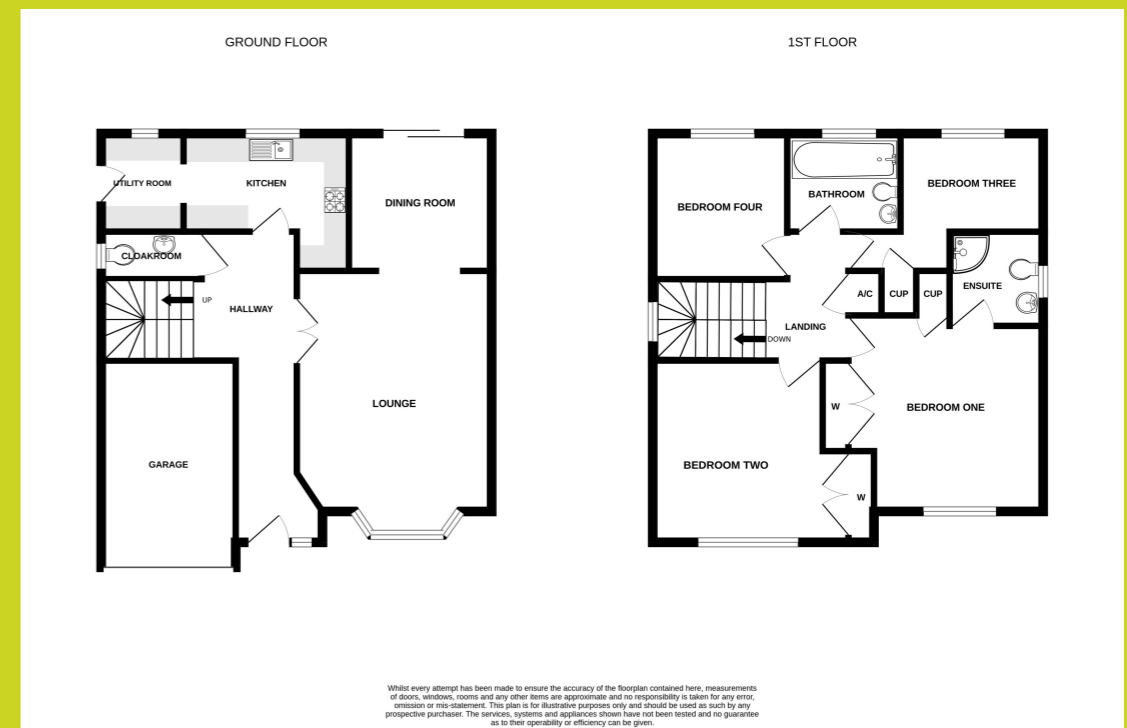 GROUND FLOOR
1ST FLOOR
UTILITY ROOM
KITCHEN
DINING ROOM
CLOAKROOM
UP
HALLWAY
LOUNGE
GARAGE
BEDROOM FOUR
BATHROOM
BEDROOM THREE
A/C
CUP
CUP
ENSUITE
LANDING
DOWN
W
BEDROOM ONE
BEDROOM TWO
W
Whilst every attempt has been made to ensure the accuracy of the floorplan contained here, measurements
of doors, windows, rooms and any other items are approximate and no responsibility is taken for any error,
omission or mis-statement. This plan is for illustrative purposes only and should be used as such by any
prospective purchaser. The services, systems and appliances shown have not been tested and no guarantee
as to their operability or efficiency can be given.